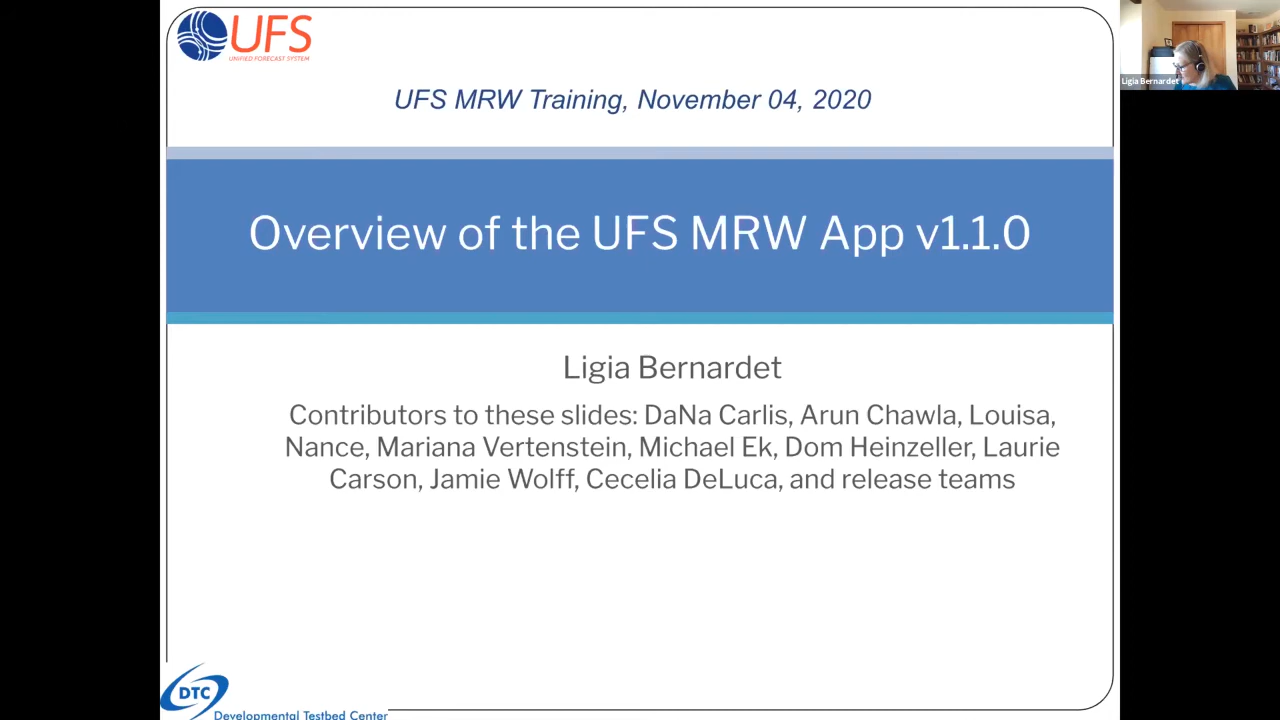 UFS
UNIFIED FORECAST SYSTEM
Ligia Bernardet
UFS MRW Training, November 04, 2020
Overview of the UFS MRW App v1.1.0
Ligia Bernardet
Contributors to these slides: DaNa Carlis, Arun Chawla, Louisa,
Nance, Mariana Vertenstein, Michael Ek, Dom Heinzeller, Laurie
Carson, Jamie Wolff, Cecelia DeLuca, and release teams
DTC
Developmental Testbed Center